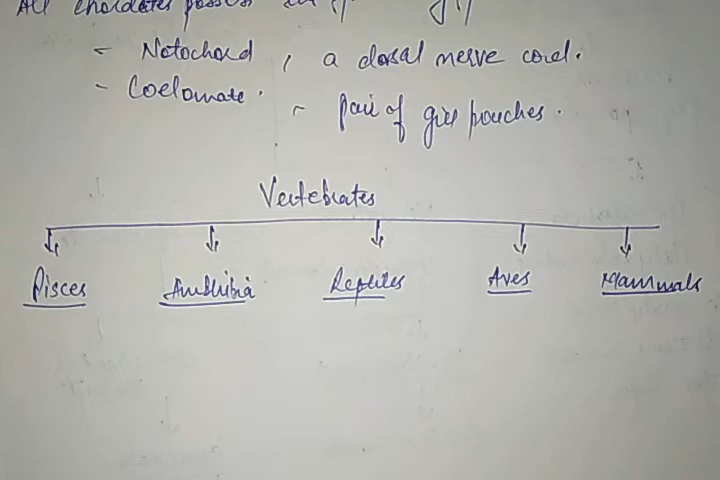 All chordates possess
- Notochord , a dorsal nerve cord.
- Coelomate. - pair of gill pouches.
Vertebrates
Pisces Amphibia Reptiles Aves Mammals